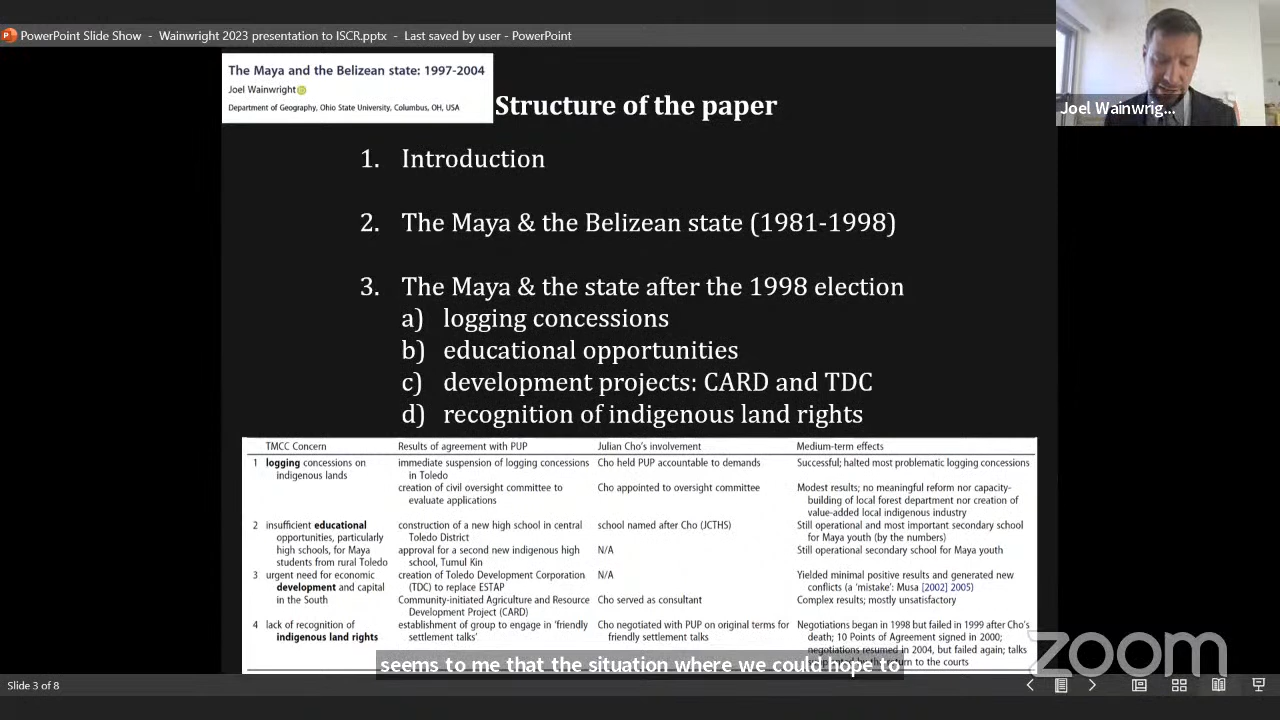 PowerPoint Slide Show - Wainwright 2023 presentation to ISCR.pptx - Last saved by user - PowerPoint
The Maya and the Belizean state: 1997-2004
Joel Wainwright
Department of Geography, Ohio State University, Columbus, OH, USA
Structure of the paper
Joel Wainwrig...
1. Introduction
2. The Maya & the Belizean state (1981-1998)
3. The Maya & the state after the 1998 election
a) logging concessions
b) educational opportunities
c) development projects: CARD and TDC
d) recognition of indigenous land rights
TMCC Concern Results of agreement with PUP Julian Cho's involvement Medium-term effects
1 logging concessions on immediate suspension of logging concessions Cho held PUP accountable to demands Successful; halted most problematic logging concessions
indigenous lands in Toledo
creation of civil oversight committee to Cho appointed to oversight committee Modest results; no meaningful reform nor capacity-
evaluate applications building of local forest department nor creation of
value-added local indigenous industry
2 insufficient educational construction of a new high school in central school named after Cho (JCTHS) Still operational and most important secondary school
opportunities, particularly Toledo District for Maya youth (by the numbers)
high schools, for Maya approval for a second new indigenous high N/A Still operational secondary school for Maya youth
students from rural Toledo school, Tumul Kin
3 urgent need for economic creation of Toledo Development Corporation N/A Yielded minimal positive results and generated new
development and capital (TDC) to replace ESTAP conflicts (a 'mistake': Musa [2002] 2005)
in the South Community-initiated Agriculture and Resource Cho served as consultant Complex results; mostly unsatisfactory
Development Project (CARD)
4 lack of recognition of establishment of group to engage in 'friendly Cho negotiated with PUP on original terms for Negotiations began in 1998 but failed in 1999 after Cho's
indigenous land rights settlement talks' friendly settlement talks death; 10 Points of Agreement signed in 2000;
negotiations resumed in 2004, but failed again; talks
return to the courts
seems to me that the situation where we could hope to
zoom
Slide 3 of 8